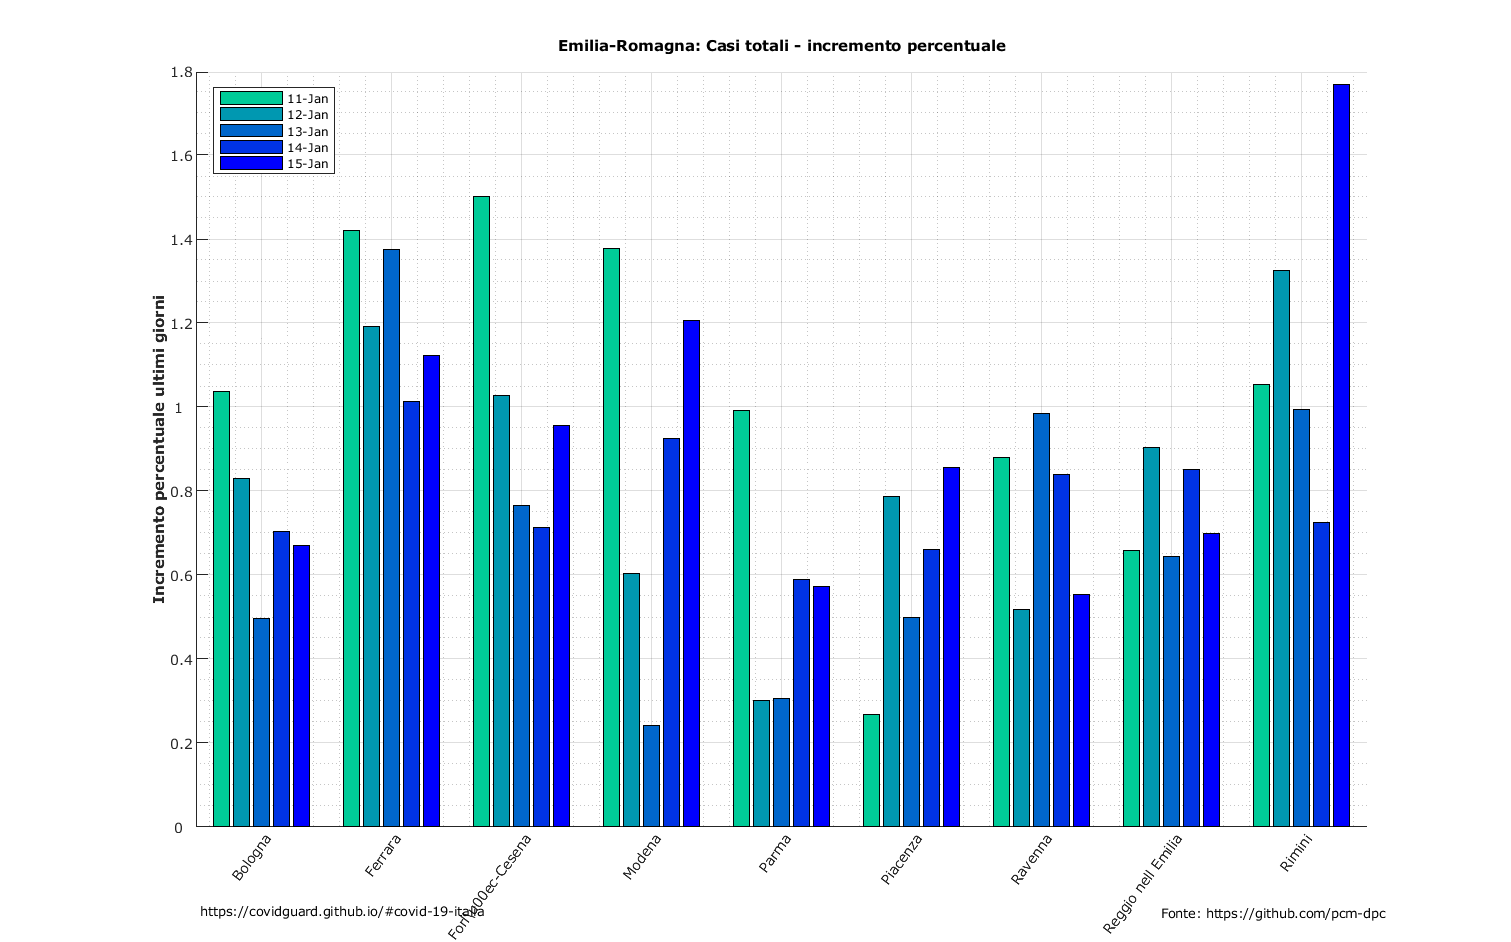 Emilia-Romagna: Casi totali - incremento percentuale
1.8
1.6
1.4
1.2
1
0.8
0.6
0.4
0.2
0
Incremento percentuale ultimi giorni
11-Jan
12-Jan
13-Jan
14-Jan
15-Jan
Bologna
Ferrara
Modena
Parma
Piacenza
Ravenna
Reggio nell Emilia
Rimini
https://covidguard.github.io/#covid-19-italia
Fonte: https://github.com/pcm-dpc